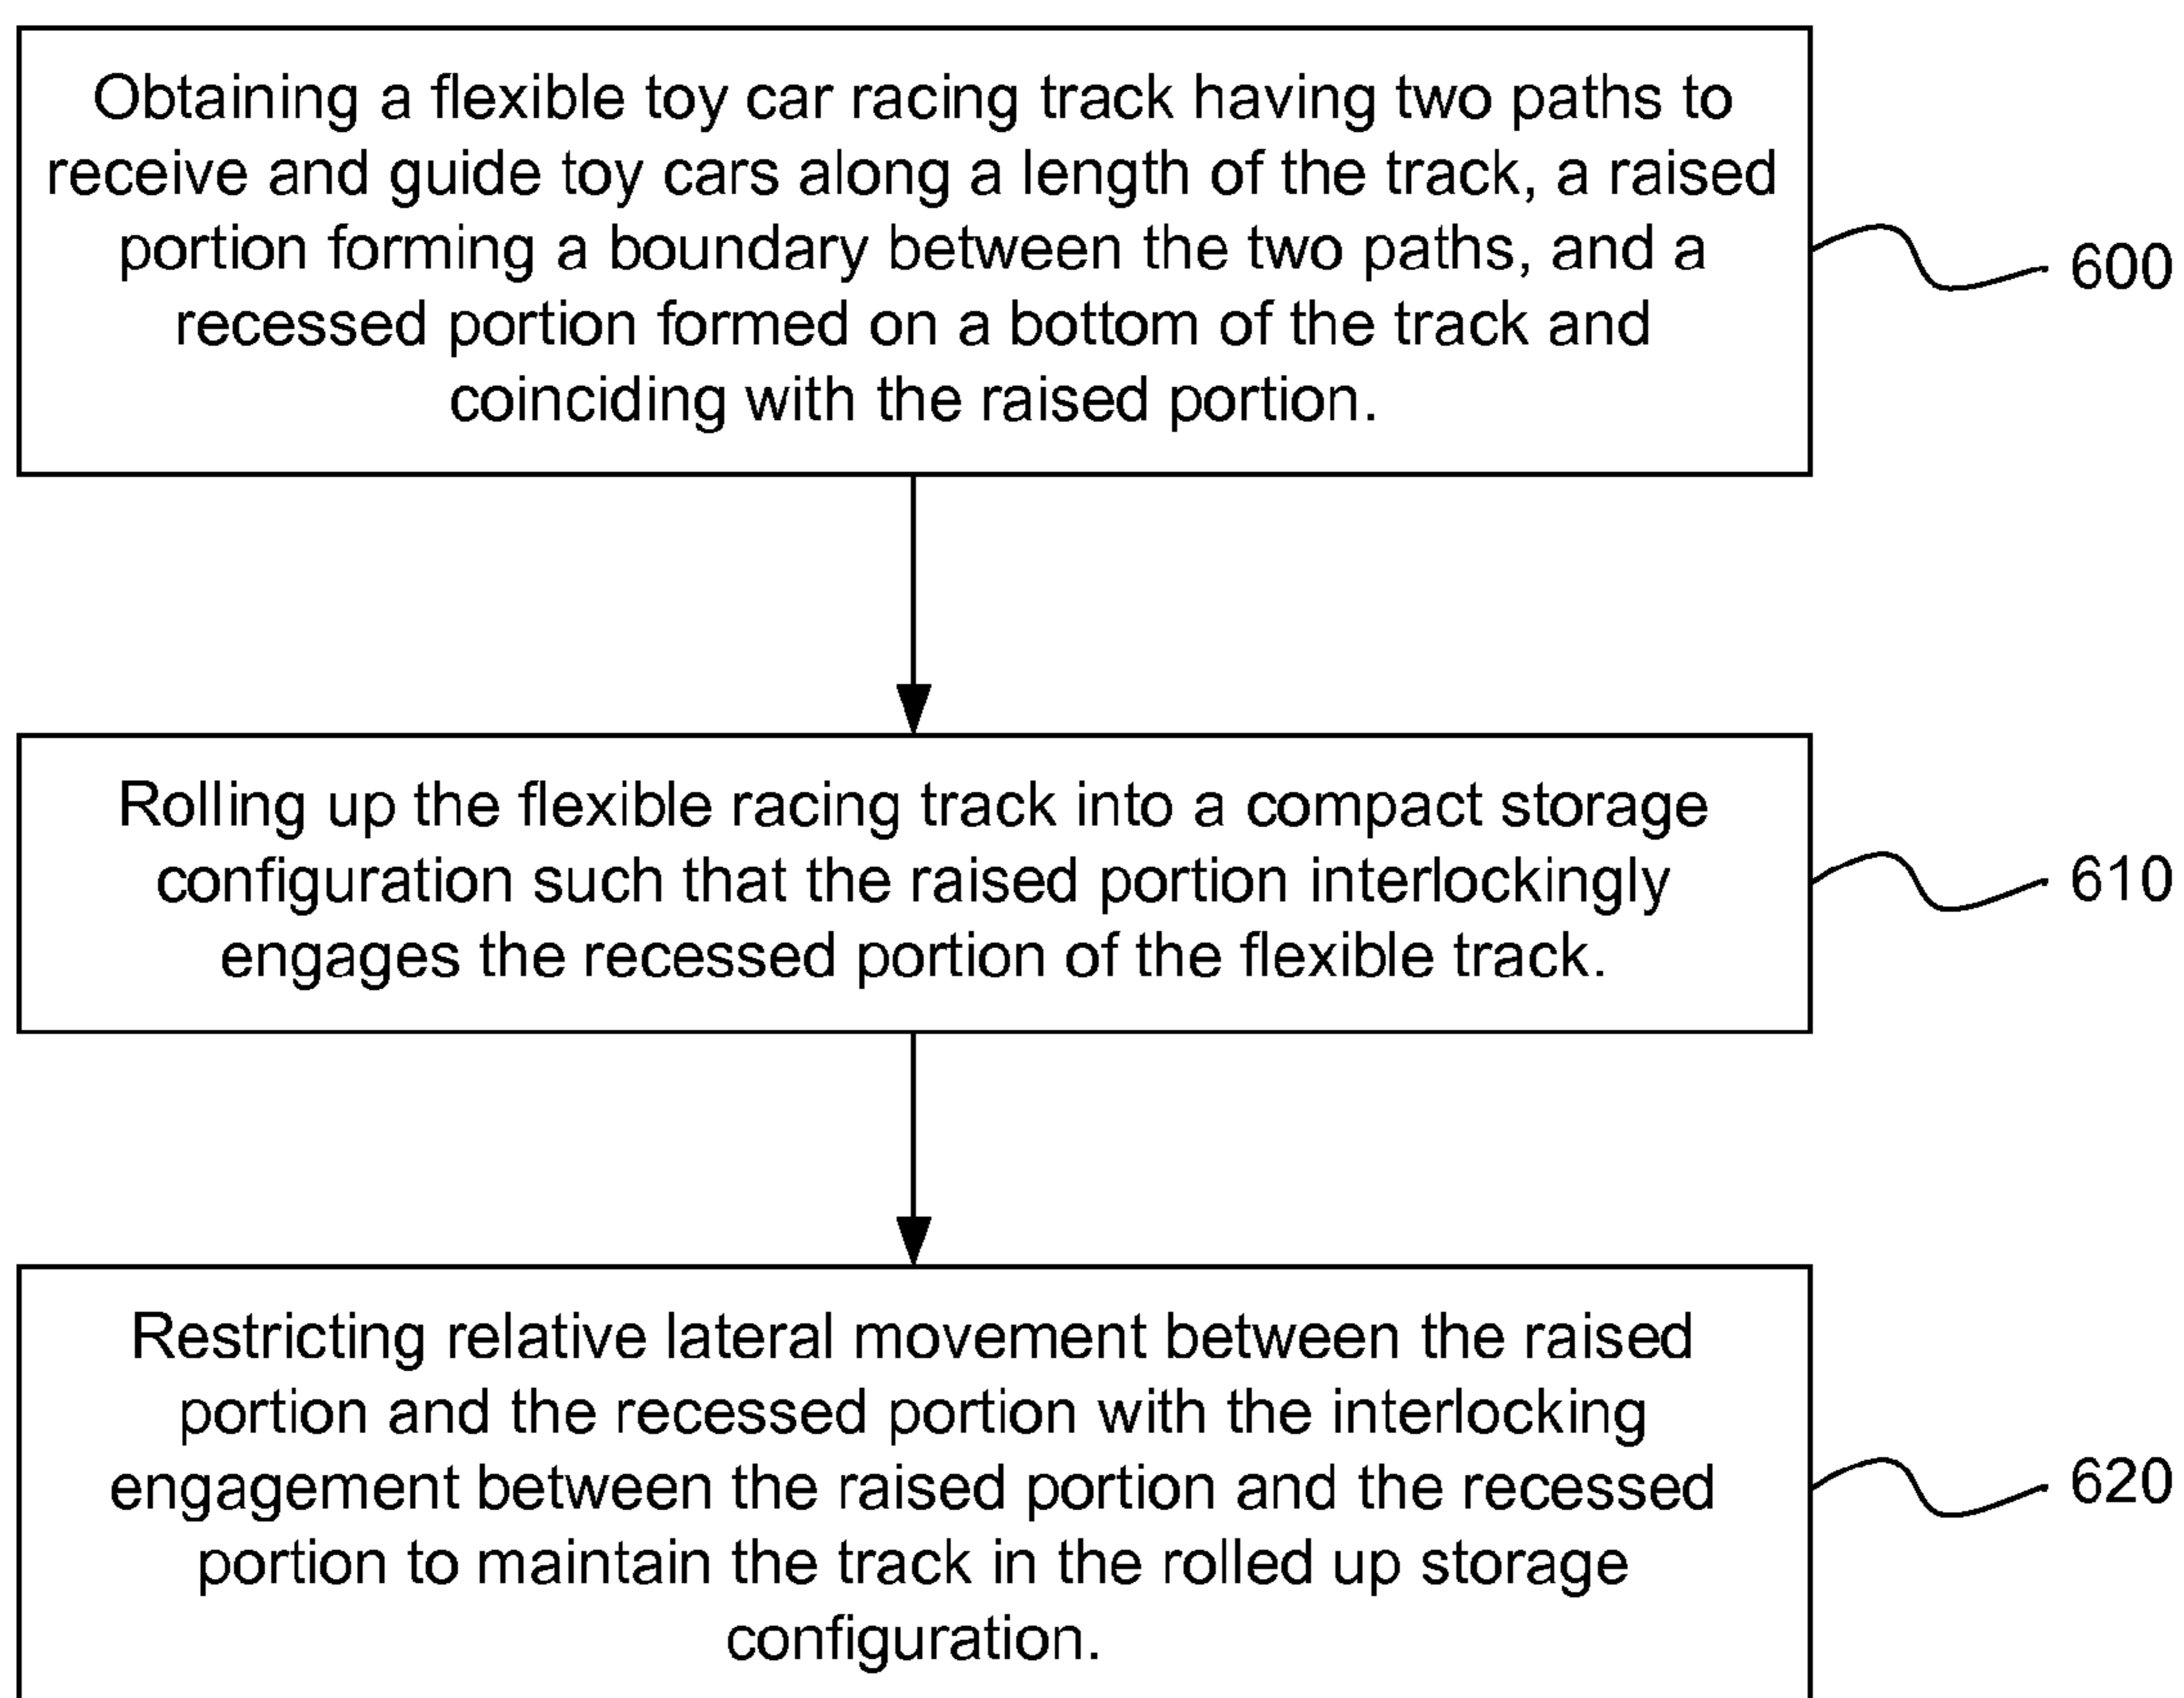 Obtaining a flexible toy car racing track having two paths to
receive and guide toy cars along a length of the track, a raised
portion forming a boundary between the two paths, and a
recessed portion formed on a bottom of the track and
coinciding with the raised portion.
600
Rolling up the flexible racing track into a compact storage
configuration such that the raised portion interlockingly
engages the recessed portion of the flexible track.
610
Restricting relative lateral movement between the raised
portion and the recessed portion with the interlocking
engagement between the raised portion and the recessed
portion to maintain the track in the rolled up storage
configuration.
620